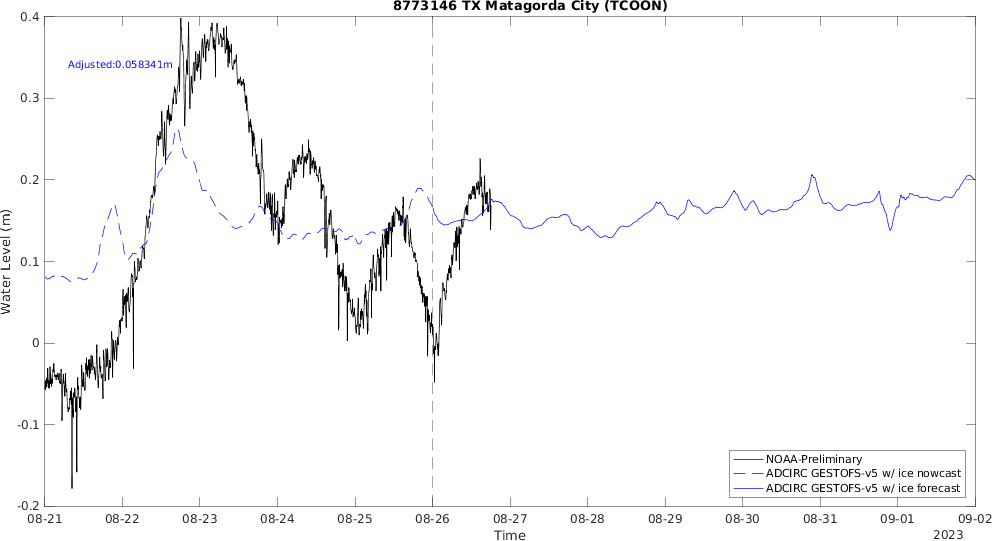 8773146 TX Matagorda City (TCOON)
Adjusted:0.058341m
Water Level (m)
0.4
0.3
0.2
0.1
0
-0.1
-0.2
08-21 08-22 08-23 08-24 08-25 08-26 08-27 08-28 08-29 08-30 08-31 09-01 09-02
Time
2023
NOAA-Preliminary
ADCIRC GESTOFS-v5 w/ ice nowcast
ADCIRC GESTOFS-v5 w/ ice forecast